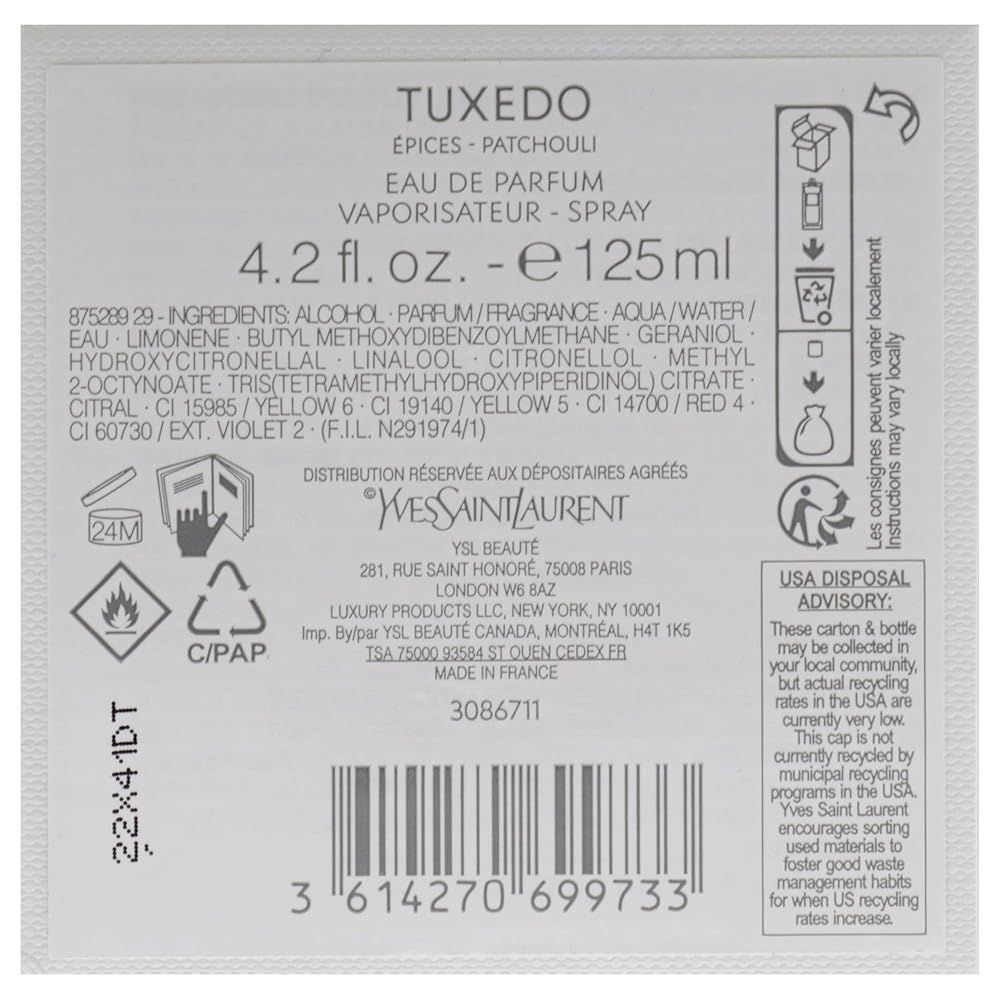 TUXEDO
ÉPICES - PATCHOULI
EAU DE PARFUM
VAPORISATEUR - SPRAY
4.2 fl. oz. - ℮ 125 ml
875289 29 - INGREDIENTS: ALCOHOL · PARFUM / FRAGRANCE · AQUA / WATER /
EAU · LIMONENE · BUTYL METHOXYDIBENZOYLMETHANE · GERANIOL ·
HYDROXYCITRONELLAL · LINALOOL · CITRONELLOL · METHYL
2-OCTYNOATE · TRIS(TETRAMETHYLHYDROXYPIPERIDINOL) CITRATE ·
CITRAL · CI 15985 / YELLOW 6 · CI 19140 / YELLOW 5 · CI 14700 / RED 4 ·
CI 60730 / EXT. VIOLET 2 · (F.I.L. N291974/1)
DISTRIBUTION RÉSERVÉE AUX DÉPOSITAIRES AGRÉÉS
©YVESSAINTLAURENT
YSL BEAUTÉ
281, RUE SAINT HONORÉ, 75008 PARIS
LONDON W6 8AZ
LUXURY PRODUCTS LLC, NEW YORK, NY 10001
Imp. By/par YSL BEAUTÉ CANADA, MONTRÉAL, H4T 1K5
TSA 75000 93584 ST OUEN CEDEX FR
MADE IN FRANCE
3086711
24M
C/PAP
22X41DT
3 614270 699733
Les consignes peuvent varier localement
Instructions may vary locally
USA DISPOSAL
ADVISORY:
These carton & bottle
may be collected in
your local community,
but actual recycling
rates in the USA are
currently very low.
This cap is not
currently recycled by
municipal recycling
programs in the USA.
Yves Saint Laurent
encourages sorting
used materials to
foster good waste
management habits
for when US recycling
rates increase.